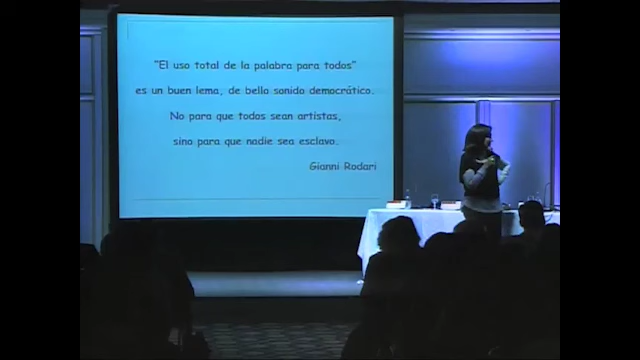 “El uso total de la palabra para todos”
es un buen lema, de bello sonido democrático.
No para que todos sean artistas,
sino para que nadie sea esclavo.
Gianni Rodari